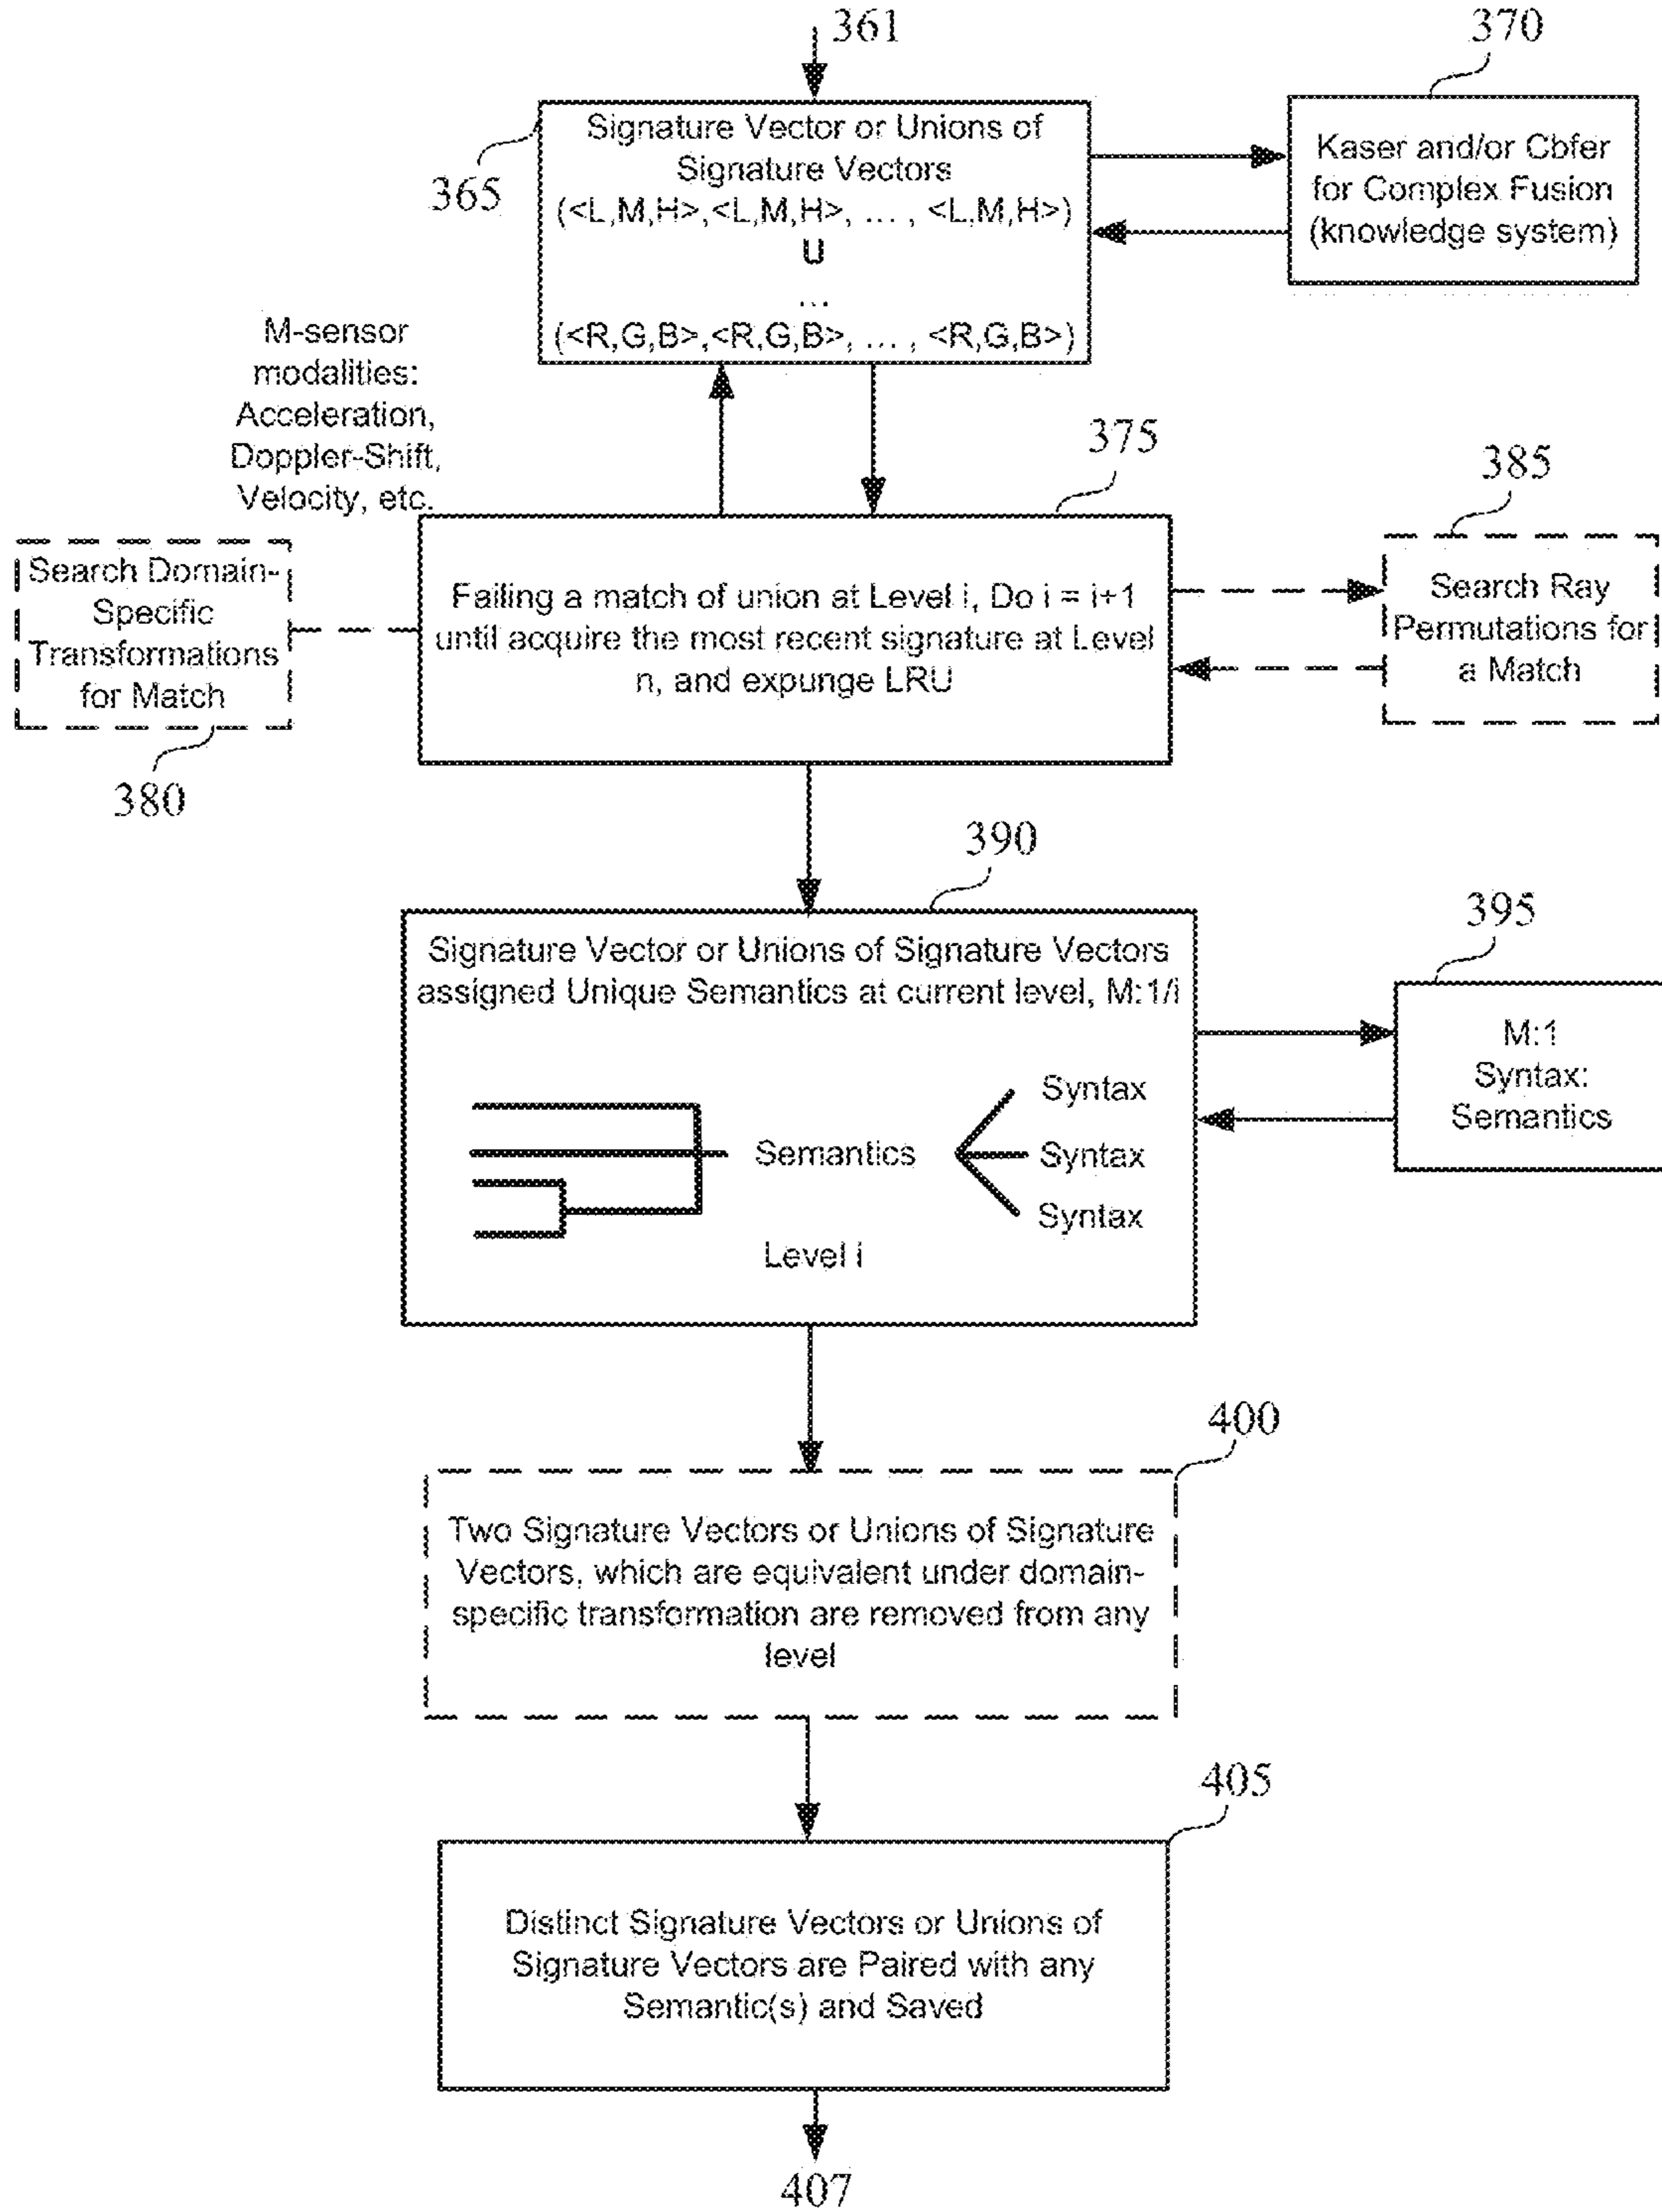 361
370
365
Signature Vector or Unions of
Signature Vectors
(<L,M,H>,<L,M,H>, ... , <L,M,H>)
U
...
(<R,G,B>,<R,G,B>, ... , <R,G,B>)
Kaser and/or Cbfer
for Complex Fusion
(knowledge system)
M-sensor
modalities:
Acceleration,
Doppler-Shift,
Velocity, etc.
375
385
Search Domain-
Specific
Transformations
for Match
380
Failing a match of union at Level i, Do i = i+1
until acquire the most recent signature at Level
n, and expunge LRU
Search Ray
Permutations for
a Match
390
395
Signature Vector or Unions of Signature Vectors
assigned Unique Semantics at current level, M:1/i
Semantics
Syntax
Syntax
Syntax
Level i
M:1
Syntax:
Semantics
400
Two Signature Vectors or Unions of Signature
Vectors, which are equivalent under domain-
specific transformation are removed from any
level
405
Distinct Signature Vectors or Unions of
Signature Vectors are Paired with any
Semantic(s) and Saved
407